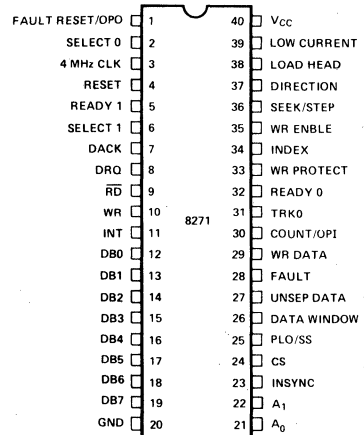 FAULT RESET/OPO 1 40 VCC
SELECT 0 2 39 LOW CURRENT
4 MHz CLK 3 38 LOAD HEAD
RESET 4 37 DIRECTION
READY 1 5 36 SEEK/STEP
SELECT 1 6 35 WR ENBLE
DACK 7 34 INDEX
DRQ 8 33 WR PROTECT
RD 9 32 READY 0
WR 10 31 TRK0
8271
INT 11 30 COUNT/OPI
DB0 12 29 WR DATA
DB1 13 28 FAULT
DB2 14 27 UNSEP DATA
DB3 15 26 DATA WINDOW
DB4 16 25 PLO/SS
DB5 17 24 CS
DB6 18 23 INSYNC
DB7 19 22 A1
GND 20 21 A0